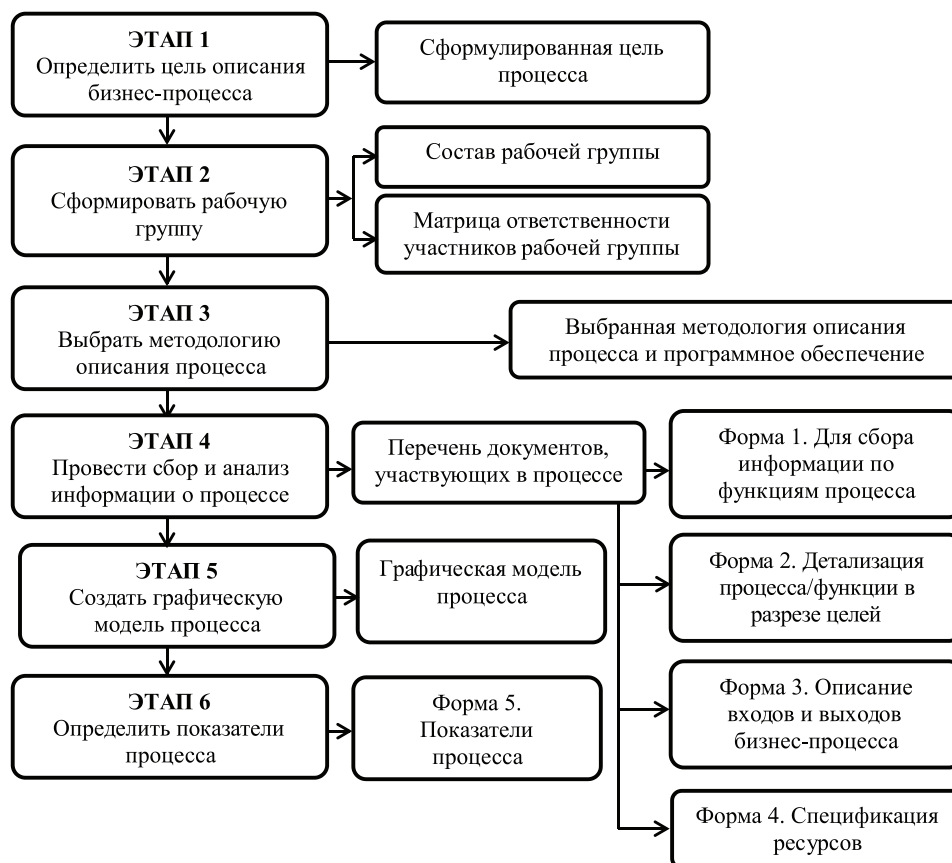 ЭТАП 1
Определить цель описания
бизнес-процесса
Сформулированная цель
процесса
ЭТАП 2
Сформировать рабочую
группу
Состав рабочей группы
Матрица ответственности
участников рабочей группы
ЭТАП 3
Выбрать методологию
описания процесса
Выбранная методология описания
процесса и программное обеспечение
ЭТАП 4
Провести сбор и анализ
информации о процессе
Перечень документов,
участвующих в процессе
Форма 1. Для сбора
информации по
функциям процесса
Форма 2. Детализация
процесса/функции в
разрезе целей
Форма 3. Описание
входов и выходов
бизнес-процесса
Форма 4. Спецификация
ресурсов
ЭТАП 5
Создать графическую
модель процесса
Графическая модель
процесса
ЭТАП 6
Определить показатели
процесса
Форма 5.
Показатели
процесса